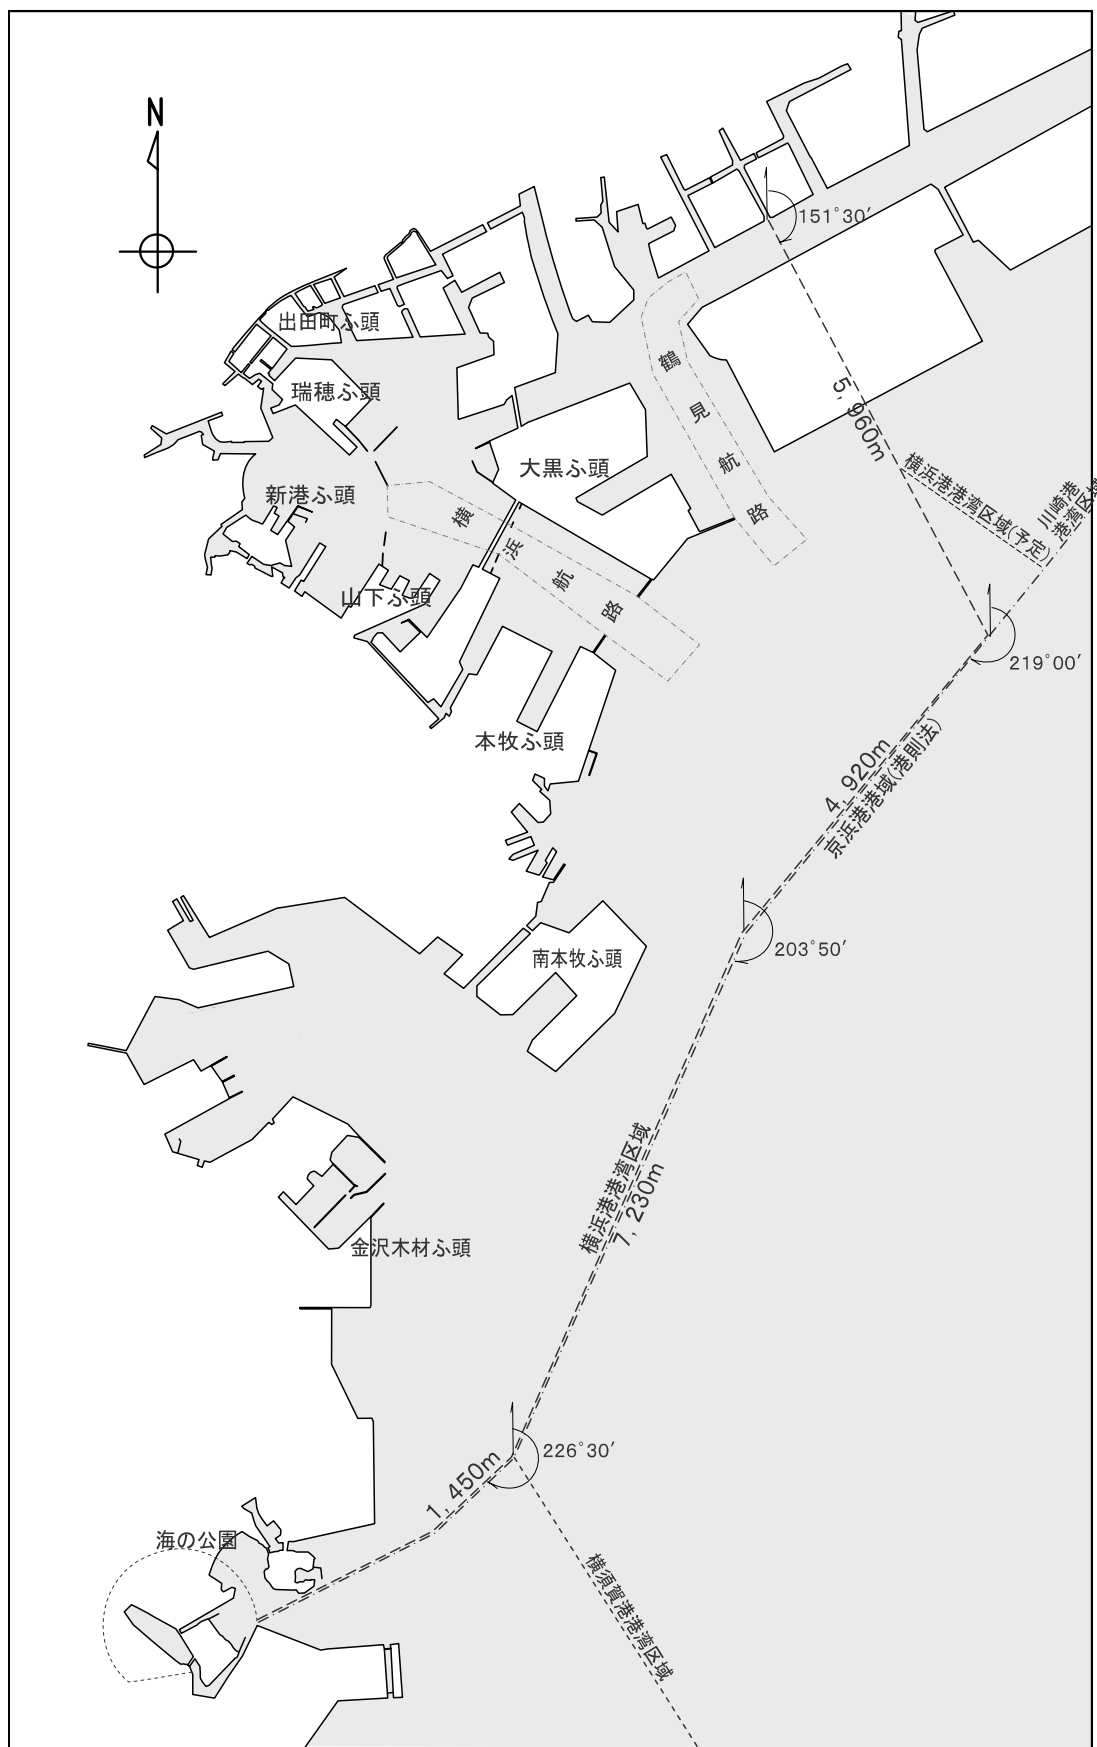 N
151°30′
出田町ふ頭
鶴見航路
瑞穂ふ頭
5,960m
大黒ふ頭
横浜港港湾区域(予定)
川崎港
港湾区域
新港ふ頭
横浜航路
山下ふ頭
219°00′
本牧ふ頭
4,920m
京浜港港域(港則法)
203°50′
南本牧ふ頭
横浜港港湾区域
7,230m
金沢木材ふ頭
226°30′
1,450m
海の公園
横須賀港港湾区域